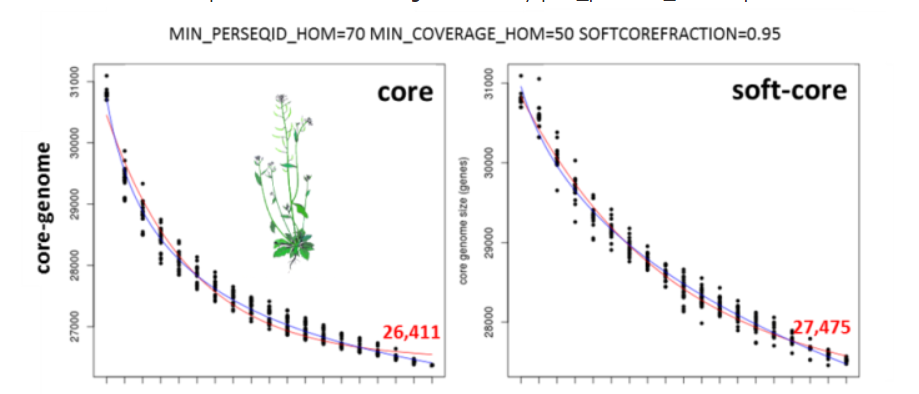 MIN_PERSEQID_HOM=70 MIN_COVERAGE_HOM=50 SOFTCOREFRACTION=0.95
core
soft-core
core-genome
31000
30000
29000
28000
27000
26,411
core genome size (genes)
31000
30000
29000
28000
27,475